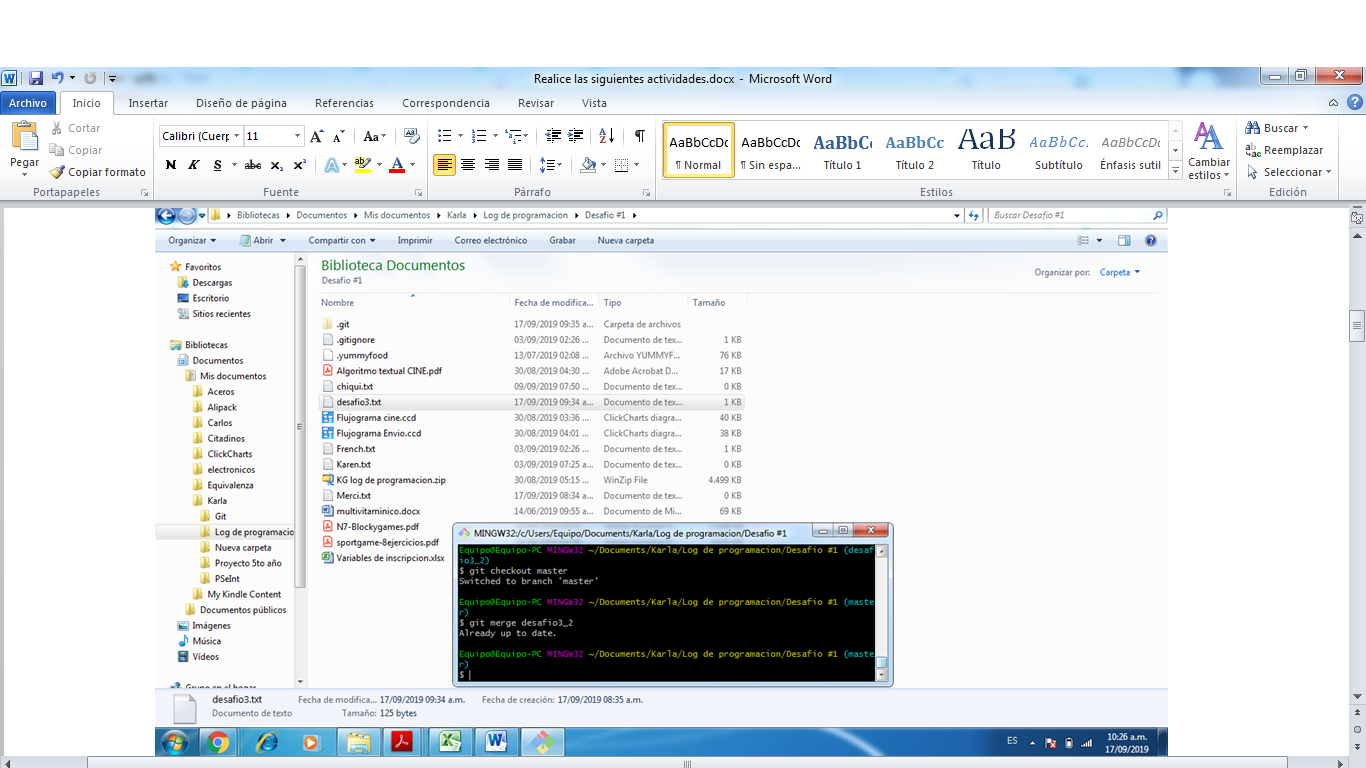 Realice las siguientes actividades.docx - Microsoft Word
Archivo Inicio Insertar Diseño de página Referencias Correspondencia Revisar Vista
Pegar
Cortar
Copiar
Copiar formato
Portapapeles
Calibri (Cuerp 11
N K S abc x₂ x²
Fuente
Párrafo
AaBbCcDc AaBbCcDc AaBbC AaBbCc AaB AaBbCc. AaBbCcDc
¶ Normal ¶ Sin espa... Título 1 Título 2 Título Subtítulo Énfasis sutil
Cambiar estilos
Estilos
Buscar
Reemplazar
Seleccionar
Edición
Bibliotecas Documentos Mis documentos Karla Log de programacion Desafio #1
Buscar Desafio #1
Organizar Abrir Compartir con Imprimir Correo electrónico Grabar Nueva carpeta
Favoritos
Descargas
Escritorio
Sitios recientes
Bibliotecas
Documentos
Mis documentos
Aceros
Alipack
Carlos
Citadinos
ClickCharts
electronicos
Equivalenza
Karla
Git
Log de programacio
Nueva carpeta
Proyecto 5to año
PSeInt
My Kindle Content
Documentos públicos
Imágenes
Música
Vídeos
Grupo en el hogar
Biblioteca Documentos
Desafio #1
Organizar por: Carpeta
Nombre Fecha de modifica... Tipo Tamaño
.git 17/09/2019 09:35 a... Carpeta de archivos
.gitignore 03/09/2019 02:26 ... Documento de tex... 1 KB
.yummyfood 13/07/2019 02:08 ... Archivo YUMMYF... 76 KB
Algoritmo textual CINE.pdf 30/08/2019 04:30 ... Adobe Acrobat D... 17 KB
chiqui.txt 09/09/2019 07:50 ... Documento de tex... 0 KB
desafio3.txt 17/09/2019 09:34 a... Documento de tex... 1 KB
Flujograma cine.ccd 30/08/2019 03:36 ... ClickCharts diagra... 40 KB
Flujograma Envio.ccd 30/08/2019 04:01 ... ClickCharts diagra... 38 KB
French.txt 03/09/2019 02:26 ... Documento de tex... 1 KB
Karen.txt 03/09/2019 07:25 a... Documento de tex... 0 KB
KG log de programacion.zip 30/08/2019 05:15 ... WinZip File 4.499 KB
Merci.txt 17/09/2019 08:34 a... Documento de tex... 0 KB
multivitaminico.docx 14/06/2019 09:55 a... Documento de Mi... 69 KB
N7-Blockygames.pdf
sportgame-8ejercicios.pdf
Variables de inscripcion.xlsx
MINGW32:/c/Users/Equipo/Documents/Karla/Log de programacion/Desafio #1
Equipo@Equipo-PC MINGW32 ~/Documents/Karla/Log de programacion/Desafio #1 (desaf
io3_2)
$ git checkout master
Switched to branch 'master'
Equipo@Equipo-PC MINGW32 ~/Documents/Karla/Log de programacion/Desafio #1 (maste
r)
$ git merge desafio3_2
Already up to date.
Equipo@Equipo-PC MINGW32 ~/Documents/Karla/Log de programacion/Desafio #1 (maste
r)
$
desafio3.txt Fecha de modifica... 17/09/2019 09:34 a.m. Fecha de creación: 17/09/2019 08:35 a.m.
Documento de texto Tamaño: 125 bytes
ES
10:26 a.m.
17/09/2019